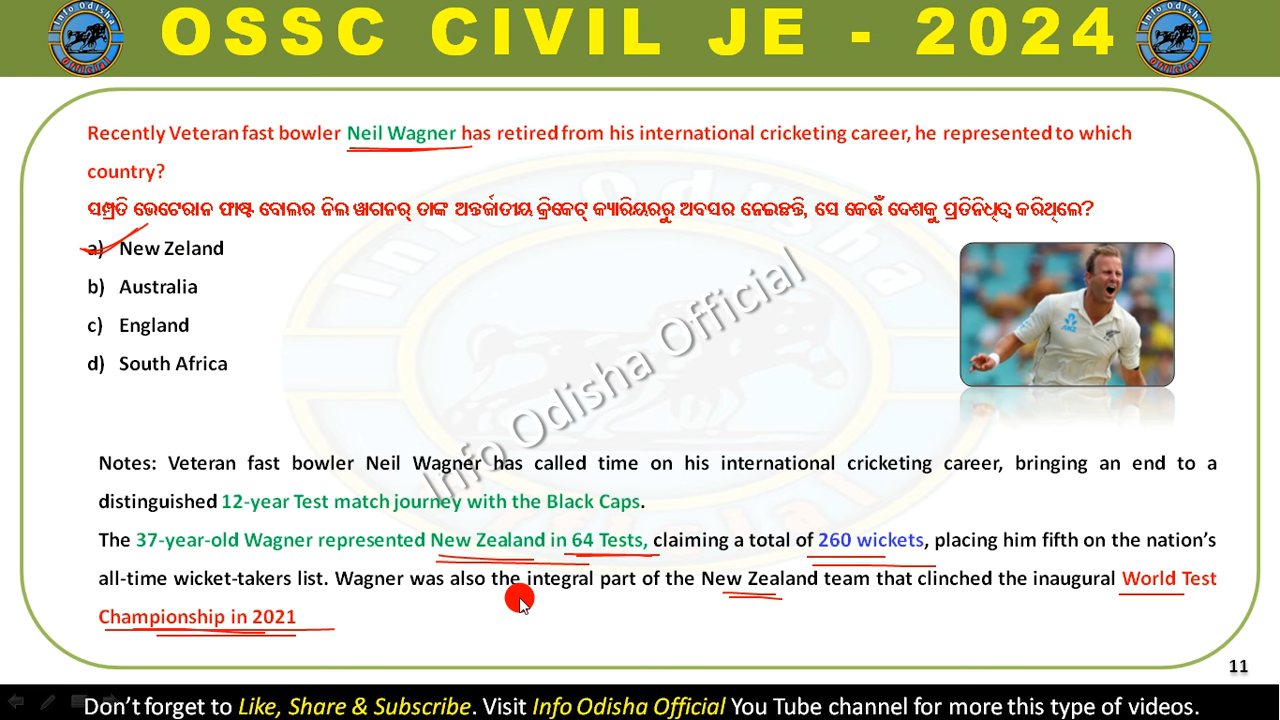 OSSC CIVIL JE - 2024
Recently Veteran fast bowler Neil Wagner has retired from his international cricketing career, he represented to which
country?
ସମ୍ପ୍ରତି ଭେଟେରାନ ଫାଷ୍ଟ ବୋଲର ନିଲ ୱାଗନର୍ ତାଙ୍କ ଅନ୍ତର୍ଜାତୀୟ କ୍ରିକେଟ୍ କ୍ୟାରିୟରରୁ ଅବସର ନେଇଛନ୍ତି, ସେ କେଉଁ ଦେଶକୁ ପ୍ରତିନିଧିତ୍ୱ କରିଥିଲେ?
a) New Zeland
b) Australia
c) England
d) South Africa
Info Odisha Official
Notes: Veteran fast bowler Neil Wagner has called time on his international cricketing career, bringing an end to a
distinguished 12-year Test match journey with the Black Caps.
The 37-year-old Wagner represented New Zealand in 64 Tests, claiming a total of 260 wickets, placing him fifth on the nation’s
all-time wicket-takers list. Wagner was also the integral part of the New Zealand team that clinched the inaugural World Test
Championship in 2021
11
Don’t forget to Like, Share & Subscribe. Visit Info Odisha Official You Tube channel for more this type of videos.